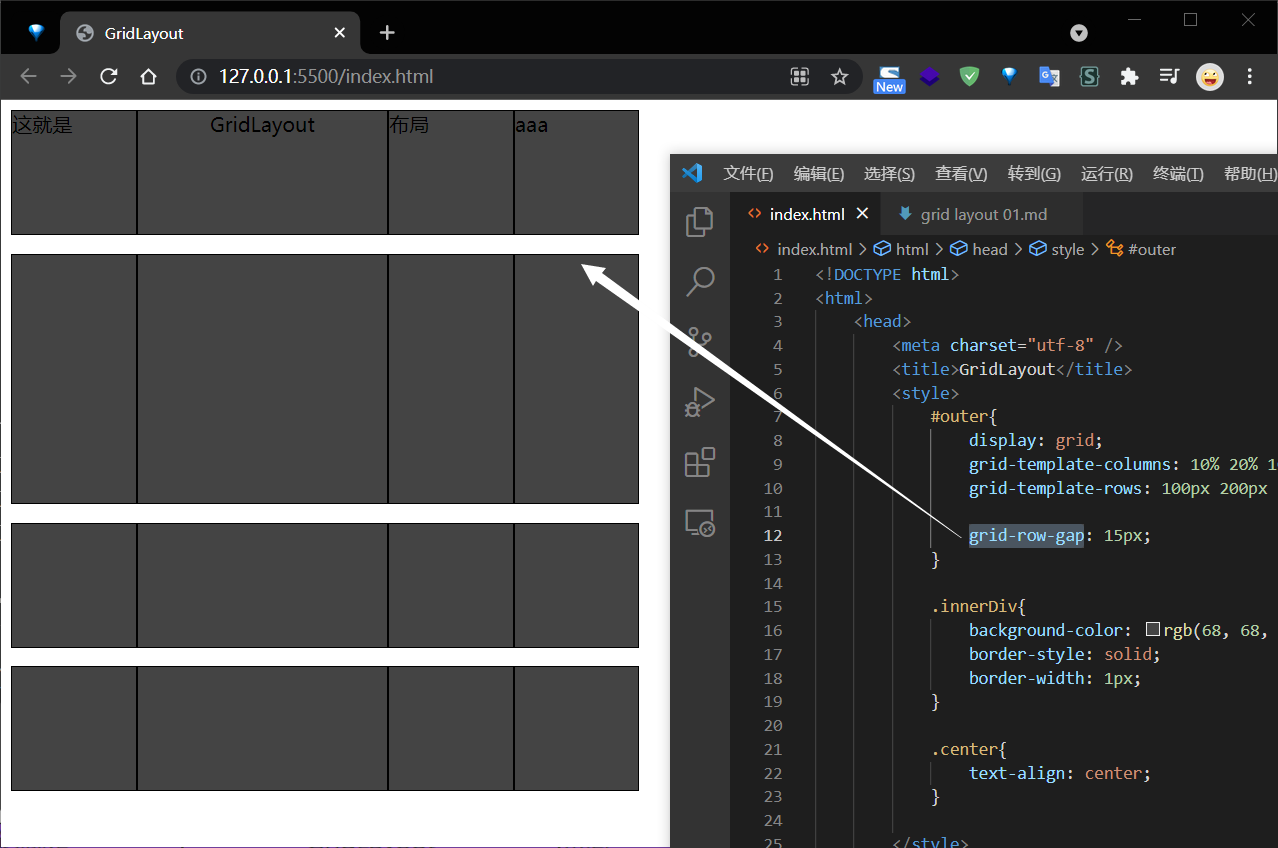 GridLayout
127.0.0.1:5500/index.html
New
这就是 GridLayout 布局 aaa
文件(F) 编辑(E) 选择(S) 查看(V) 转到(G) 运行(R) 终端(T) 帮助(H)
index.html grid layout 01.md
index.html > html > head > style > #outer
1 <!DOCTYPE html>
2 <html>
3 <head>
4 <meta charset="utf-8" />
5 <title>GridLayout</title>
6 <style>
7 #outer{
8 display: grid;
9 grid-template-columns: 10% 20% 1
10 grid-template-rows: 100px 200px
11
12 grid-row-gap: 15px;
13 }
14
15 .innerDiv{
16 background-color: rgb(68, 68,
17 border-style: solid;
18 border-width: 1px;
19 }
20
21 .center{
22 text-align: center;
23 }
24
25 </style>